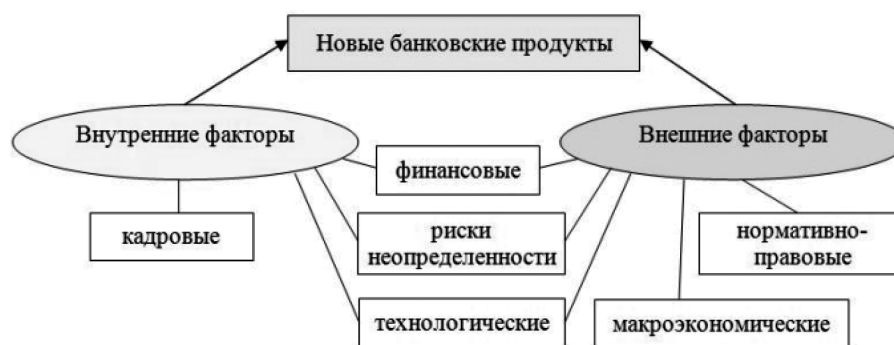 Новые банковские продукты
Внутренние факторы
Внешние факторы
финансовые
кадровые
риски
неопределенности
нормативно-
правовые
технологические
макроэкономические